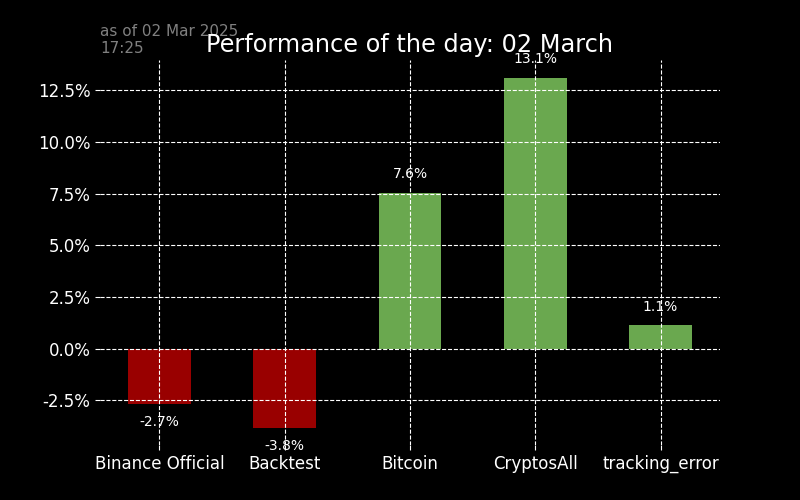 as of 02 Mar 2025
17:25
Performance of the day: 02 March
13.1%
12.5%
10.0%
7.6%
7.5%
5.0%
2.5%
1.1%
0.0%
-2.5%
-2.7%
-3.8%
Binance Official
Backtest
Bitcoin
CryptosAll
tracking_error